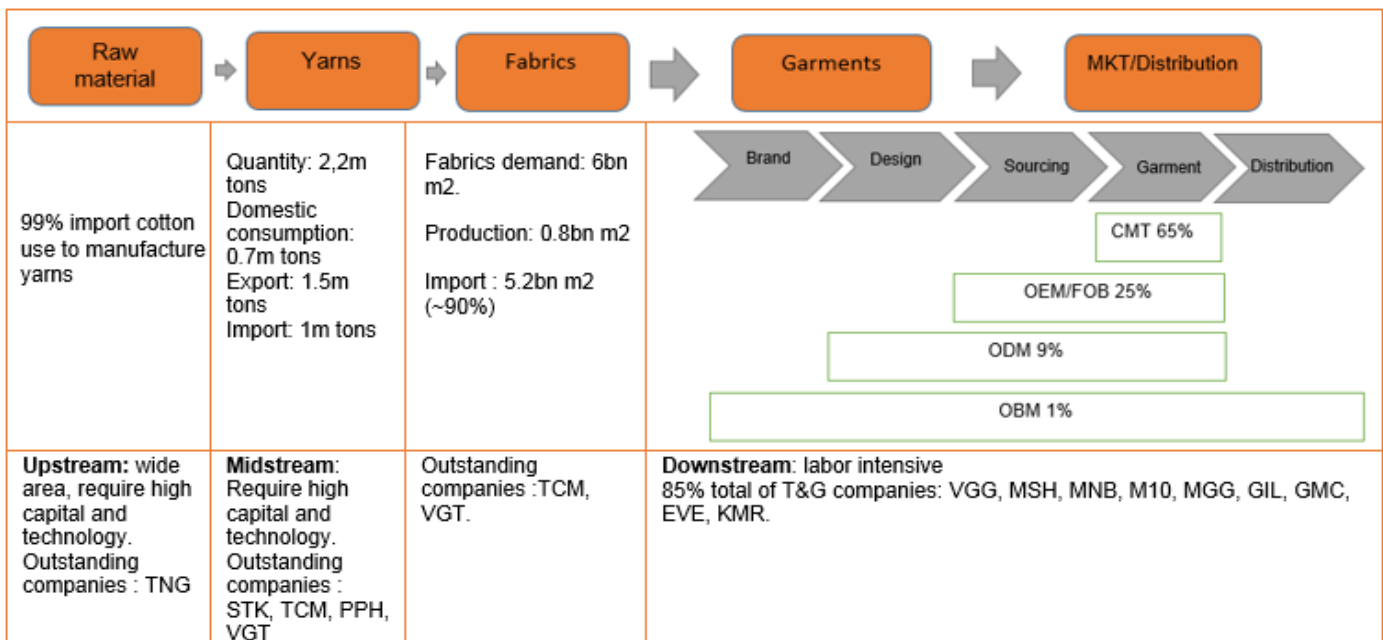 Raw
material
Yarns
Fabrics
Garments
MKT/Distribution
99% import cotton
use to manufacture
yarns
Quantity: 2,2m
tons
Domestic
consumption:
0.7m tons
Export: 1.5m
tons
Import: 1m tons
Fabrics demand: 6bn
m2.
Production: 0.8bn m2
Import : 5.2bn m2
(~90%)
Brand
Design
Sourcing
Garment
Distribution
CMT 65%
OEM/FOB 25%
ODM 9%
OBM 1%
Upstream: wide
area, require high
capital and
technology.
Outstanding
companies : TNG
Midstream:
Require high
capital and
technology.
Outstanding
companies :
STK, TCM, PPH,
VGT
Outstanding
companies :TCM,
VGT.
Downstream: labor intensive
85% total of T&G companies: VGG, MSH, MNB, M10, MGG, GIL, GMC,
EVE, KMR.